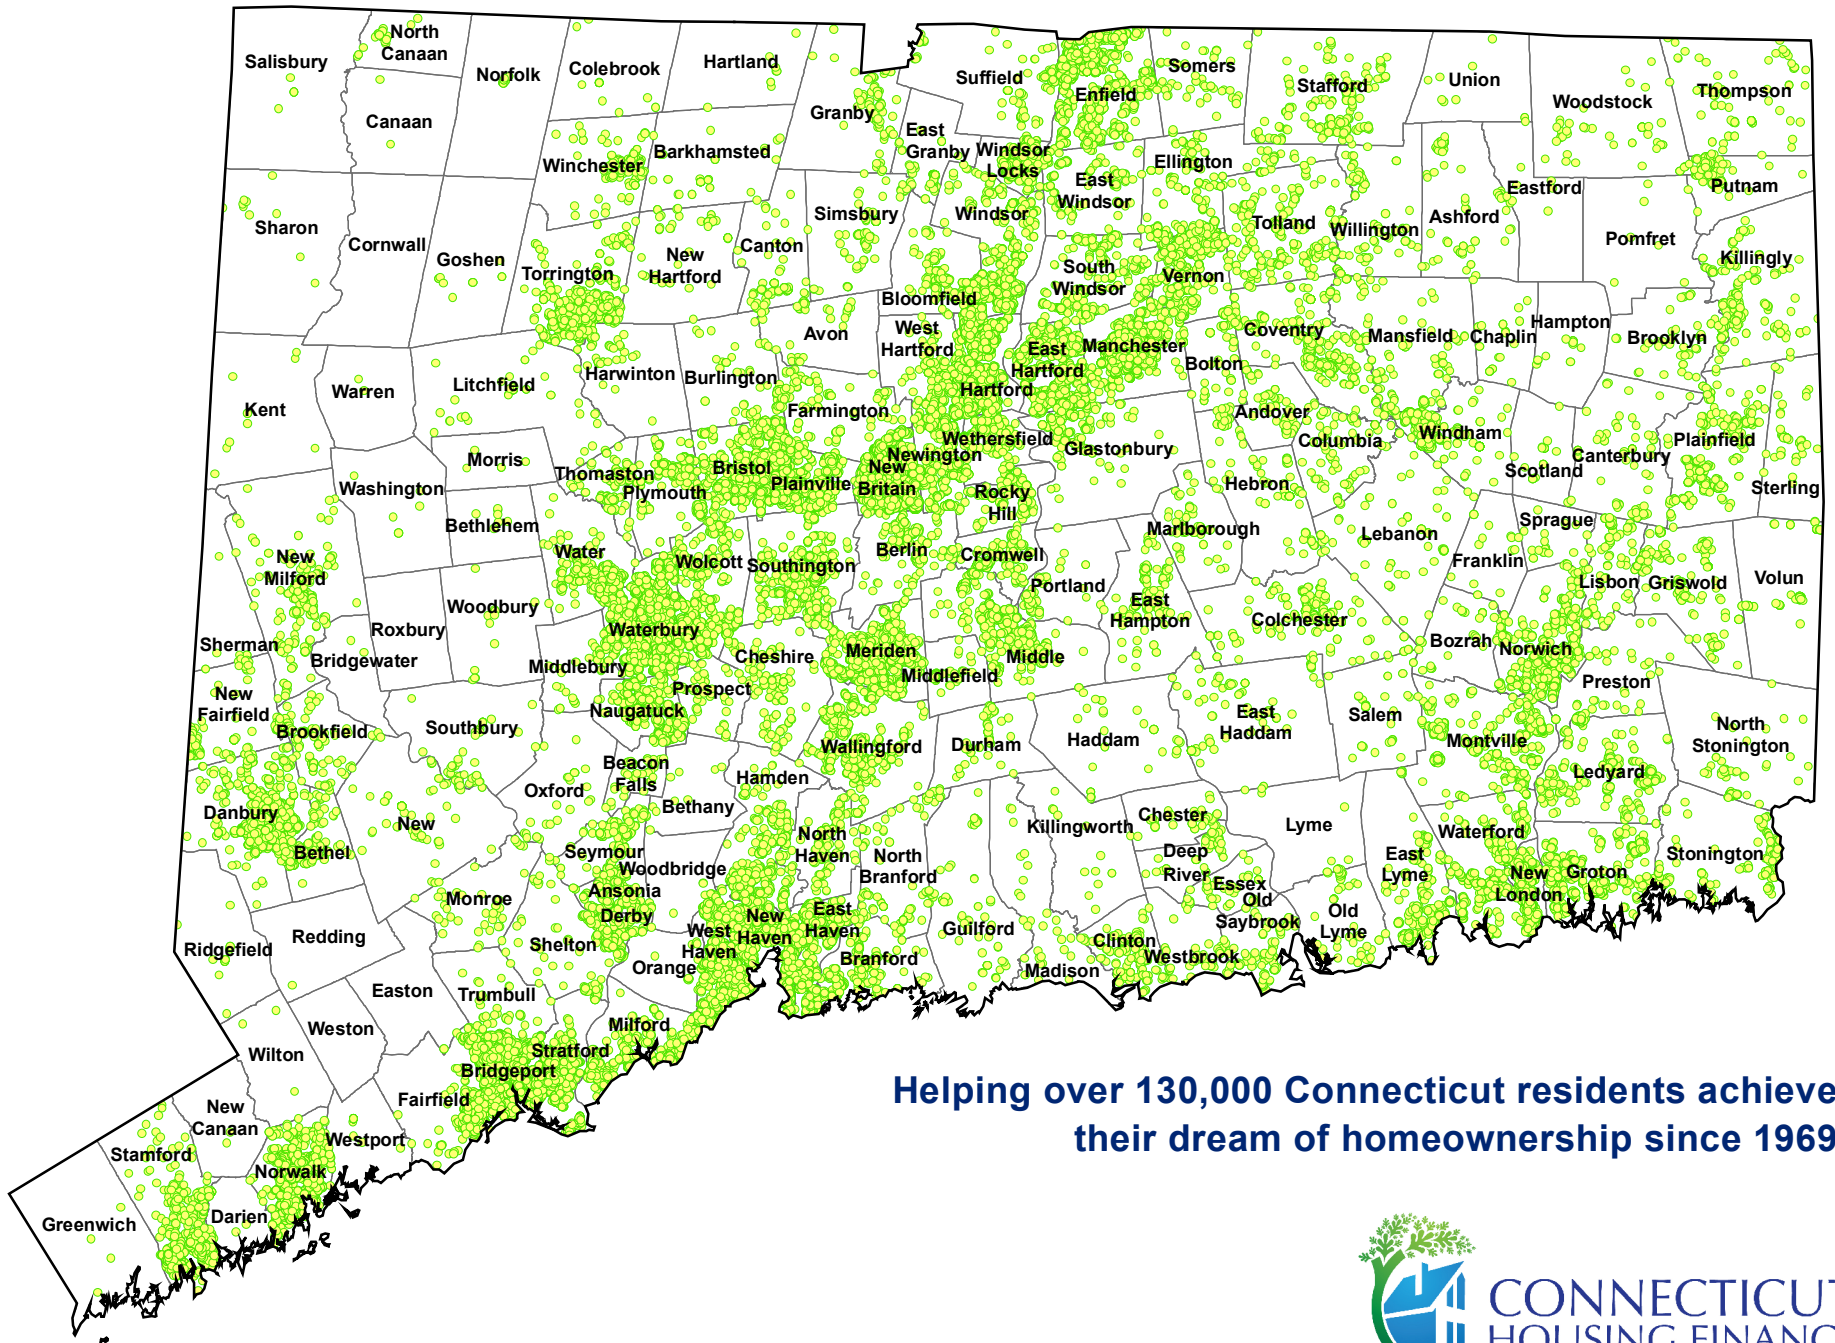 Salisbury
North
Canaan
Norfolk
Colebrook
Hartland
Suffield
Enfield
Somers
Stafford
Union
Woodstock
Thompson
Canaan
Granby
East
Granby
Windsor
Locks
Winchester
Barkhamsted
Ellington
East
Windsor
Eastford
Putnam
Sharon
Cornwall
Goshen
Torrington
New
Hartford
Canton
Simsbury
Windsor
South
Windsor
Vernon
Tolland
Willington
Ashford
Pomfret
Killingly
Bloomfield
Avon
West
Hartford
East
Hartford
Manchester
Bolton
Coventry
Mansfield
Chaplin
Hampton
Brooklyn
Kent
Warren
Litchfield
Harwinton
Burlington
Farmington
Hartford
Andover
Columbia
Windham
Wethersfield
Newington
Glastonbury
Scotland
Canterbury
Plainfield
Sterling
Morris
Washington
Thomaston
Plymouth
Bristol
Plainville
New
Britain
Rocky
Hill
Hebron
Marlborough
Lebanon
Sprague
Franklin
Bethlehem
New
Milford
Water
Wolcott
Southington
Berlin
Cromwell
Portland
East
Hampton
Colchester
Lisbon
Griswold
Volun
Woodbury
Roxbury
Sherman
Bridgewater
Waterbury
Middlebury
Cheshire
Meriden
Middlefield
Middle
Bozrah
Norwich
Preston
New
Fairfield
Brookfield
Southbury
Prospect
Naugatuck
Wallingford
Durham
Haddam
East
Haddam
Salem
Montville
North
Stonington
Ledyard
Danbury
Bethel
New
Oxford
Beacon
Falls
Bethany
Hamden
Seymour
Woodbridge
North
Haven
North
Branford
Killingworth
Chester
Deep
River
Essex
Lyme
East
Lyme
Waterford
New
London
Groton
Stonington
Monroe
Ansonia
Derby
Shelton
West
Haven
New
Haven
East
Haven
Branford
Guilford
Madison
Clinton
Westbrook
Old
Saybrook
Old
Lyme
Ridgefield
Redding
Orange
Easton
Trumbull
Weston
Wilton
Milford
Stratford
Bridgeport
Fairfield
New
Canaan
Westport
Stamford
Norwalk
Darien
Greenwich
Helping over 130,000 Connecticut residents achieve
their dream of homeownership since 1969
CONNECTICUT
HOUSING FINANC